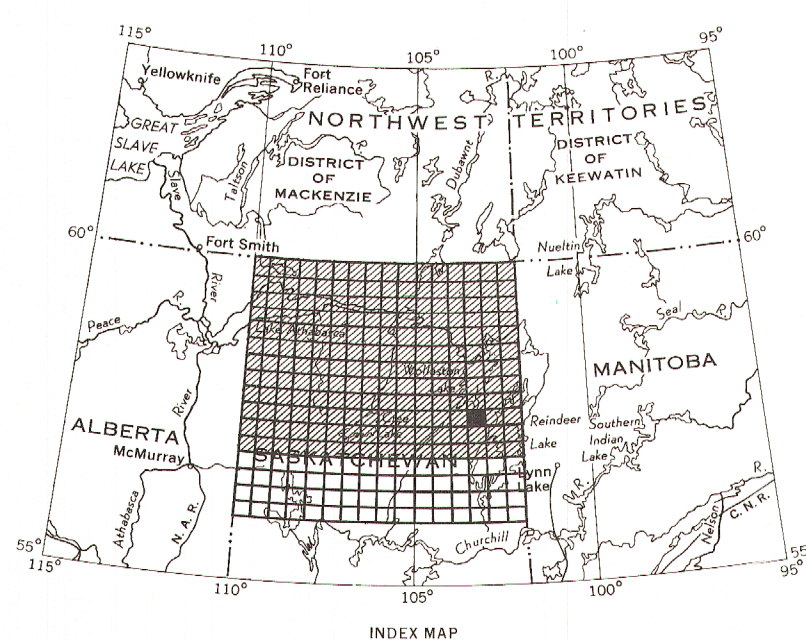 115°
110°
105°
100°
95°
Yellowknife
Fort
Reliance
NORTHWEST TERRITORIES
GREAT
SLAVE
LAKE
Slave
Taltson
R.
DISTRICT
OF
MACKENZIE
Dubawnt
R.
DISTRICT
OF
KEEWATIN
60°
Fort Smith
Nueltin
Lake
60°
River
Peace
R.
Lake Athabasca
Seal R.
Wollaston
Lake
MANITOBA
River
ALBERTA
McMurray
Cree
Lake
Reindeer
Lake
Southern
Indian
Lake
SASKATCHEWAN
Lynn
Lake
Athabasca
N.A.R.
Churchill
R.
Nelson
R.
C.N.R.
55°
115°
110°
105°
100°
55°
95°
INDEX MAP